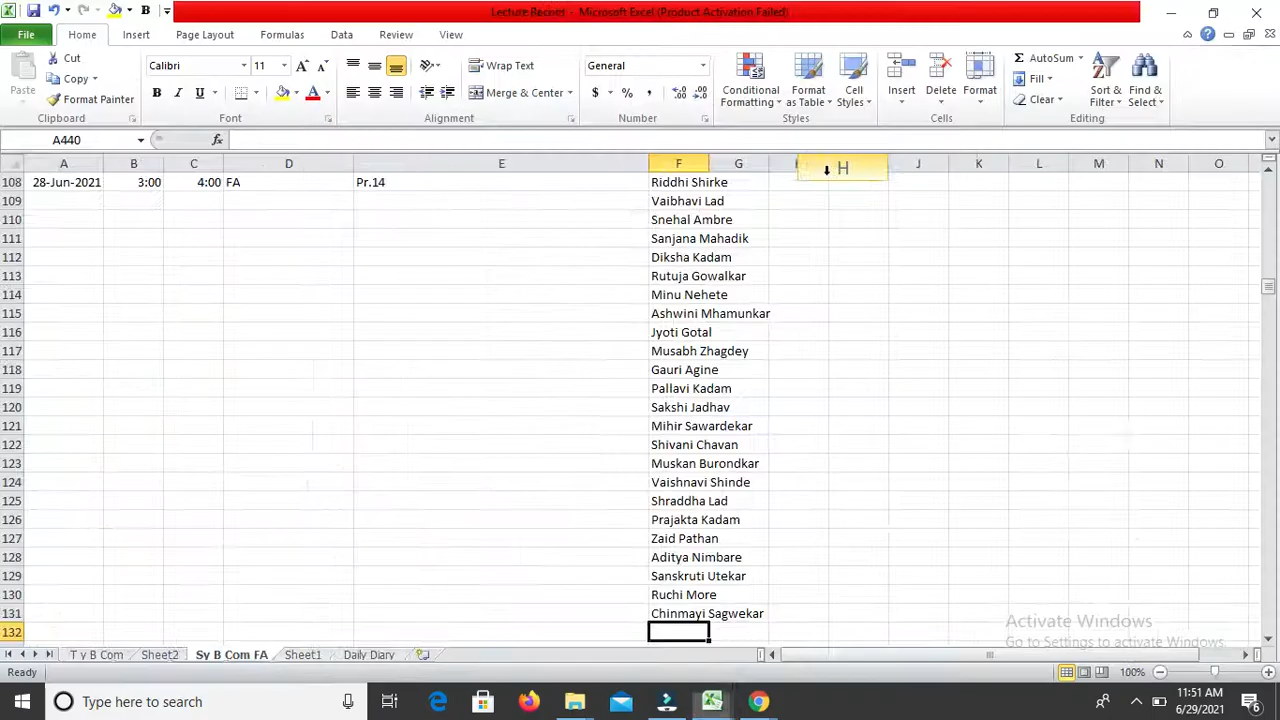 Lecture Recnet - Microsoft Excel (Product Activation Failed)
File Home Insert Page Layout Formulas Data Review View
Paste
Cut
Copy
Format Painter
Clipboard
Calibri 11
B I U
Font
Wrap Text
Merge & Center
Alignment
General
$ % ,
Number
Conditional Formatting
Format as Table
Cell Styles
Styles
Insert
Delete
Format
Cells
AutoSum
Fill
Clear
Sort & Filter
Find & Select
Editing
A440 fx
A B C D E F G H J K L M N O
108 28-Jun-2021 3:00 4:00 FA Pr.14 Riddhi Shirke
109 Vaibhavi Lad
110 Snehal Ambre
111 Sanjana Mahadik
112 Diksha Kadam
113 Rutuja Gowalkar
114 Minu Nehete
115 Ashwini Mhamunkar
116 Jyoti Gotal
117 Musabh Zhagdey
118 Gauri Agine
119 Pallavi Kadam
120 Sakshi Jadhav
121 Mihir Sawardekar
122 Shivani Chavan
123 Muskan Burondkar
124 Vaishnavi Shinde
125 Shraddha Lad
126 Prajakta Kadam
127 Zaid Pathan
128 Aditya Nimbare
129 Sanskruti Utekar
130 Ruchi More
131 Chinmayi Sagwekar
132
Activate Windows
Go to Settings to activate Windows.
T y B Com Sheet2 Sy B Com FA Sheet1 Daily Diary
Ready 100%
Type here to search
11:51 AM
6/29/2021
6